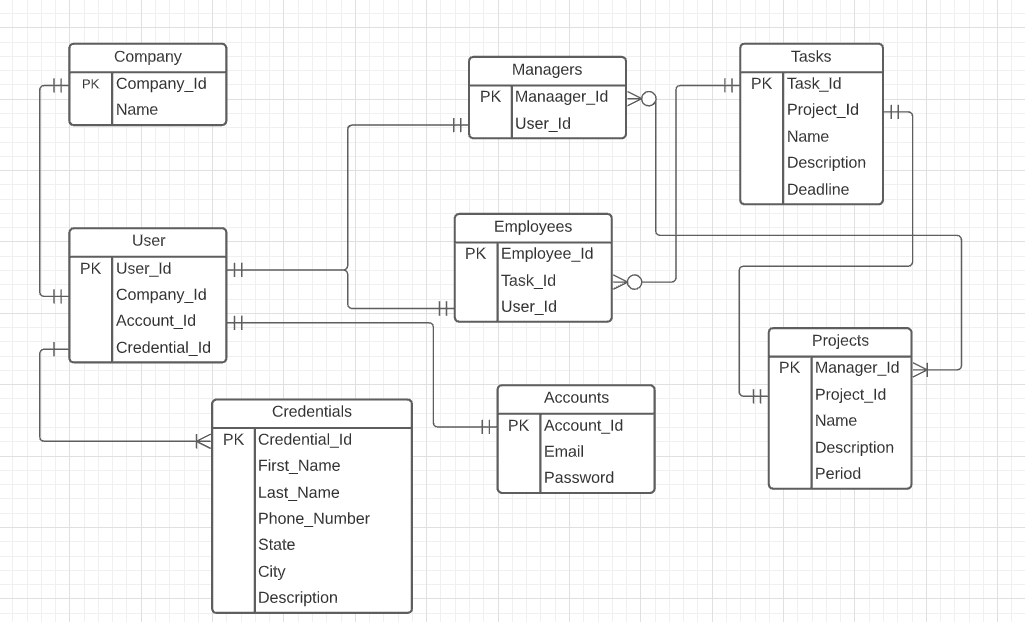 Company
PK Company_Id
Name
Managers
PK Manaager_Id
User_Id
Tasks
PK Task_Id
Project_Id
Name
Description
Deadline
User
PK User_Id
Company_Id
Account_Id
Credential_Id
Employees
PK Employee_Id
Task_Id
User_Id
Projects
PK Manager_Id
Project_Id
Name
Description
Period
Credentials
PK Credential_Id
First_Name
Last_Name
Phone_Number
State
City
Description
Accounts
PK Account_Id
Email
Password